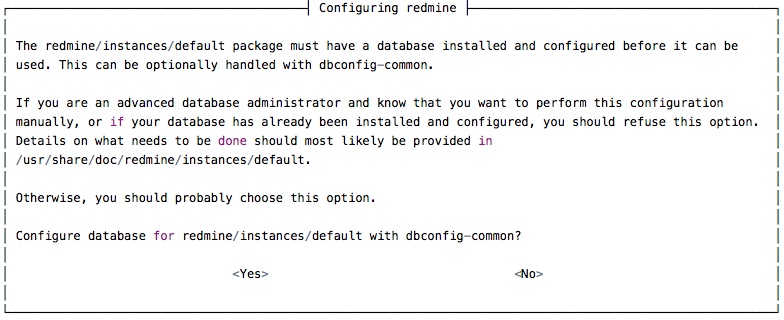 Configuring redmine
The redmine/instances/default package must have a database installed and configured before it can be
used. This can be optionally handled with dbconfig-common.
If you are an advanced database administrator and know that you want to perform this configuration
manually, or if your database has already been installed and configured, you should refuse this option.
Details on what needs to be done should most likely be provided in
/usr/share/doc/redmine/instances/default.
Otherwise, you should probably choose this option.
Configure database for redmine/instances/default with dbconfig-common?
<Yes> <No>